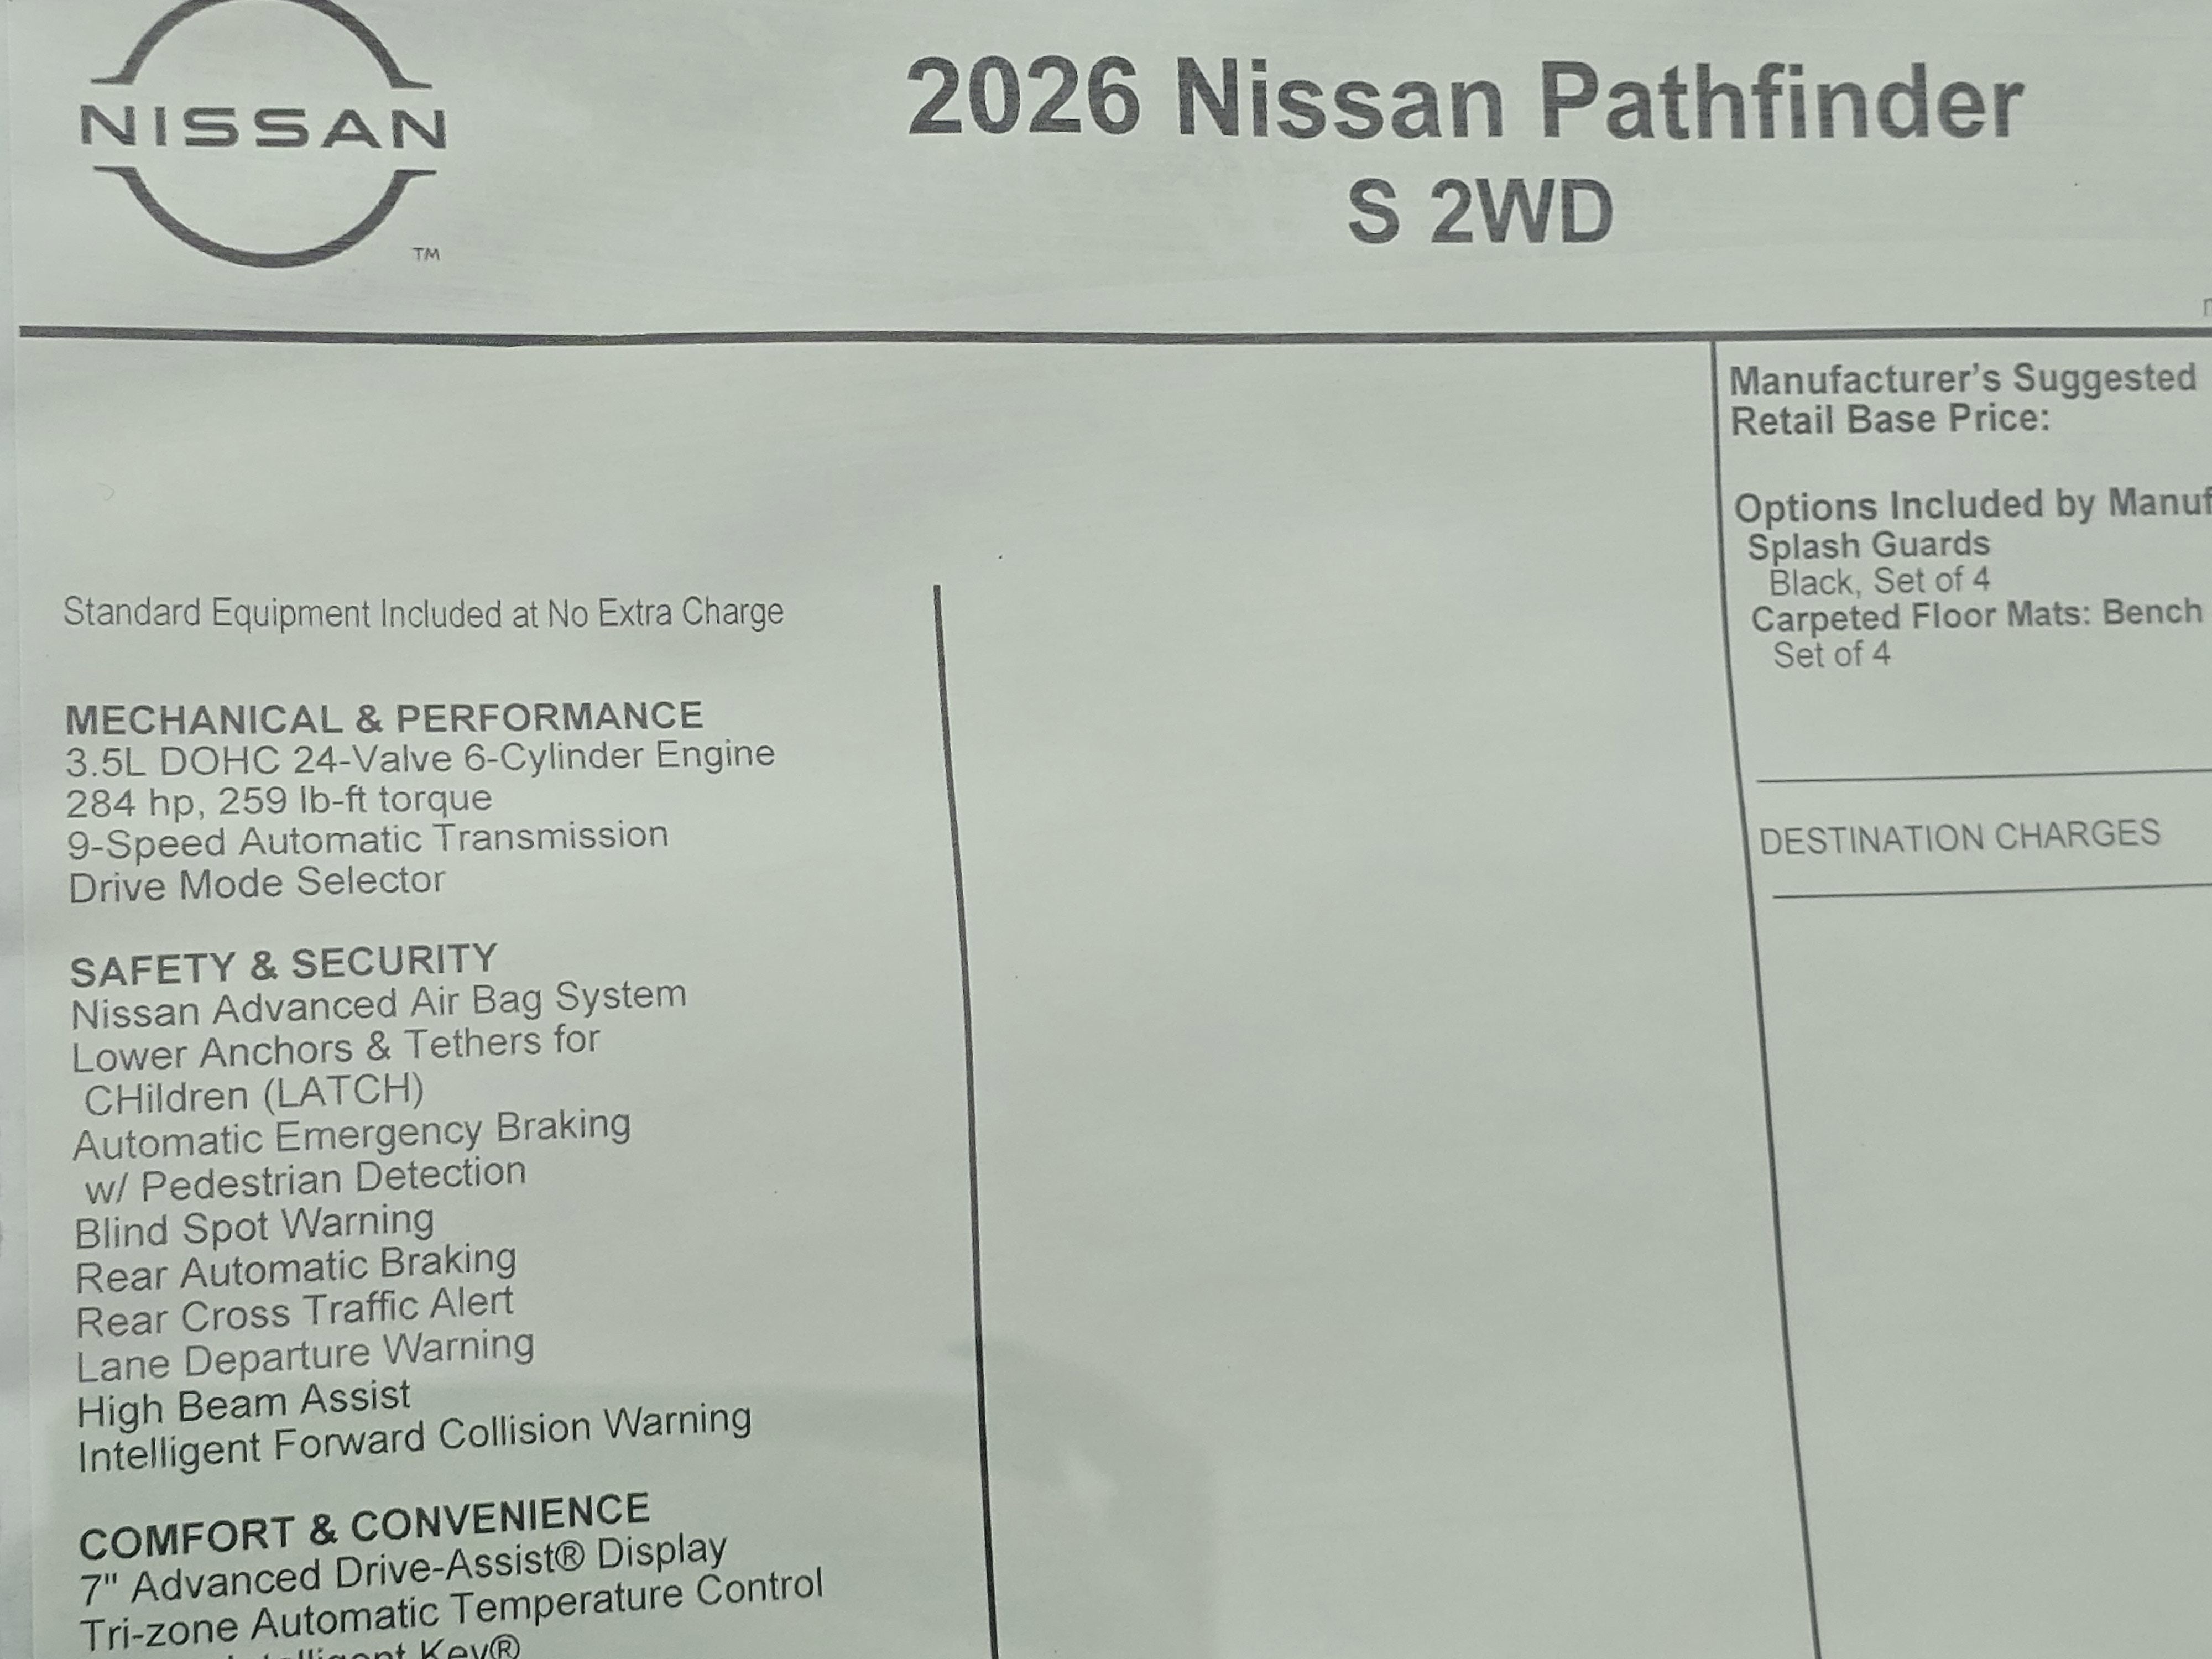 NISSAN
TM
2026 Nissan Pathfinder
S 2WD
Standard Equipment Included at No Extra Charge
MECHANICAL & PERFORMANCE
3.5L DOHC 24-Valve 6-Cylinder Engine
284 hp, 259 lb-ft torque
9-Speed Automatic Transmission
Drive Mode Selector
SAFETY & SECURITY
Nissan Advanced Air Bag System
Lower Anchors & Tethers for
CHildren (LATCH)
Automatic Emergency Braking
w/ Pedestrian Detection
Blind Spot Warning
Rear Automatic Braking
Rear Cross Traffic Alert
Lane Departure Warning
High Beam Assist
Intelligent Forward Collision Warning
COMFORT & CONVENIENCE
7" Advanced Drive-Assist® Display
Tri-zone Automatic Temperature Control
Key®
Manufacturer's Suggested
Retail Base Price:
Options Included by
Splash Guards
Black, Set of 4
Carpeted Floor Mats: Bench
Set of 4
DESTINATION CHARGES